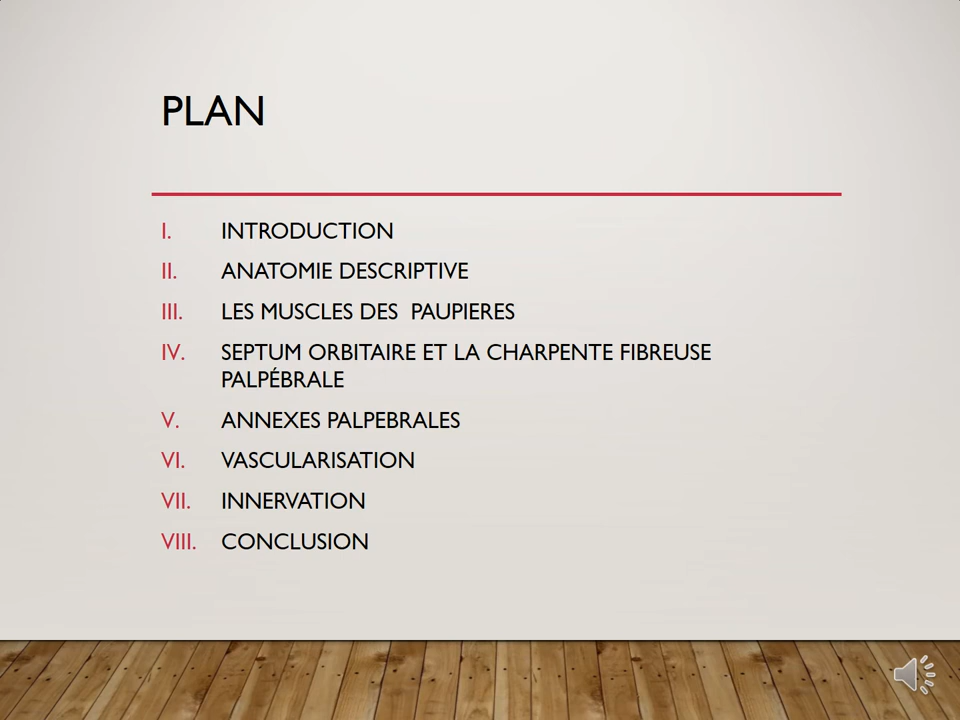 PLAN
I. INTRODUCTION
II. ANATOMIE DESCRIPTIVE
III. LES MUSCLES DES  PAUPIERES
IV. SEPTUM ORBITAIRE ET LA CHARPENTE FIBREUSE
PALPÉBRALE
V. ANNEXES PALPEBRALES
VI. VASCULARISATION
VII. INNERVATION
VIII. CONCLUSION